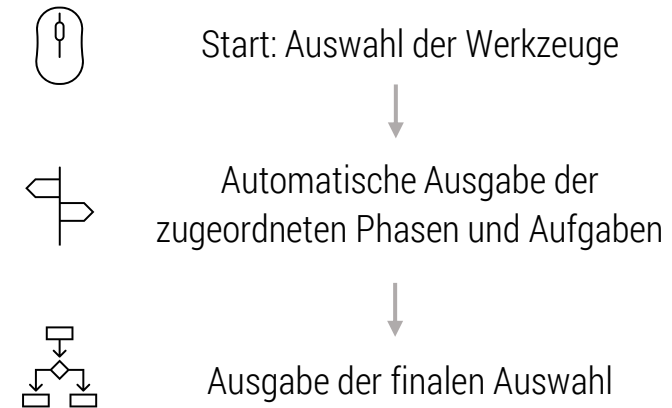 Start: Auswahl der Werkzeuge
Automatische Ausgabe der
zugeordneten Phasen und Aufgaben
Ausgabe der finalen Auswahl